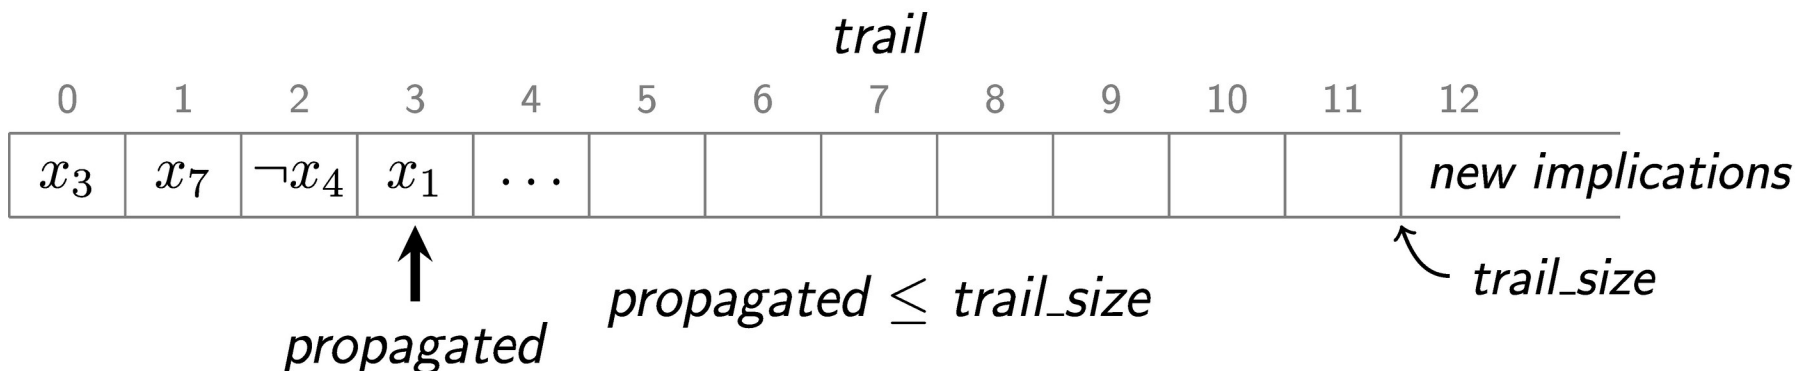 trail
0 1 2 3 4 5 6 7 8 9 10 11 12
x₃ x₇ ¬x₄ x₁ ... new implications
trail_size
propagated ≤ trail_size
propagated